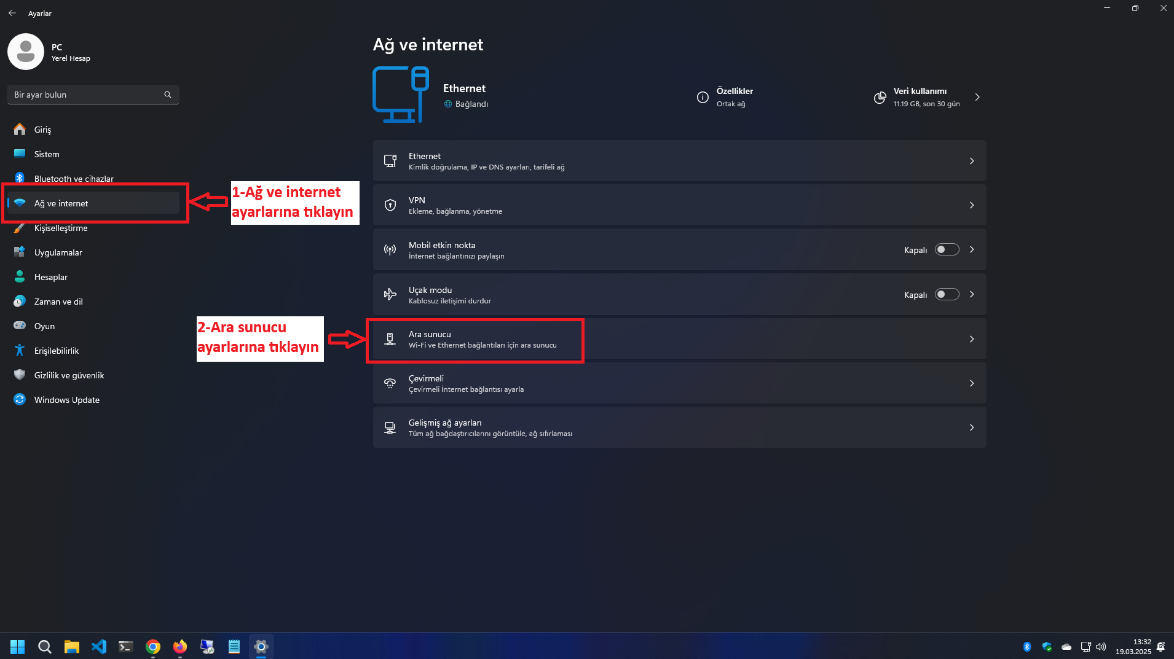 Ayarlar
PC
Yerel Hesap
Bir ayar bulun
Giriş
Sistem
Bluetooth ve cihazlar
Ağ ve internet
Kişiselleştirme
Uygulamalar
Hesaplar
Zaman ve dil
Oyun
Erişilebilirlik
Gizlilik ve güvenlik
Windows Update
1-Ağ ve internet
ayarlarına tıklayın
2-Ara sunucu
ayarlarına tıklayın
Ağ ve internet
Ethernet
Bağlandı
Özellikler
Ortak ağ
Veri kullanımı
11.19 GB, son 30 gün
Ethernet
Kimlik doğrulama, IP ve DNS ayarları, tarifeli ağ
VPN
Ekleme, bağlanma, yönetme
Mobil etkin nokta
İnternet bağlantınızı paylaşın
Kapalı
Uçak modu
Kablosuz iletişimi durdur
Kapalı
Ara sunucu
Wi-Fi ve Ethernet bağlantıları için ara sunucu
Çevirmeli
Çevirmeli İnternet bağlantısı ayarla
Gelişmiş ağ ayarları
Tüm ağ bağdaştırıcılarını görüntüle, ağ sıfırlaması
13:32
19.03.2025